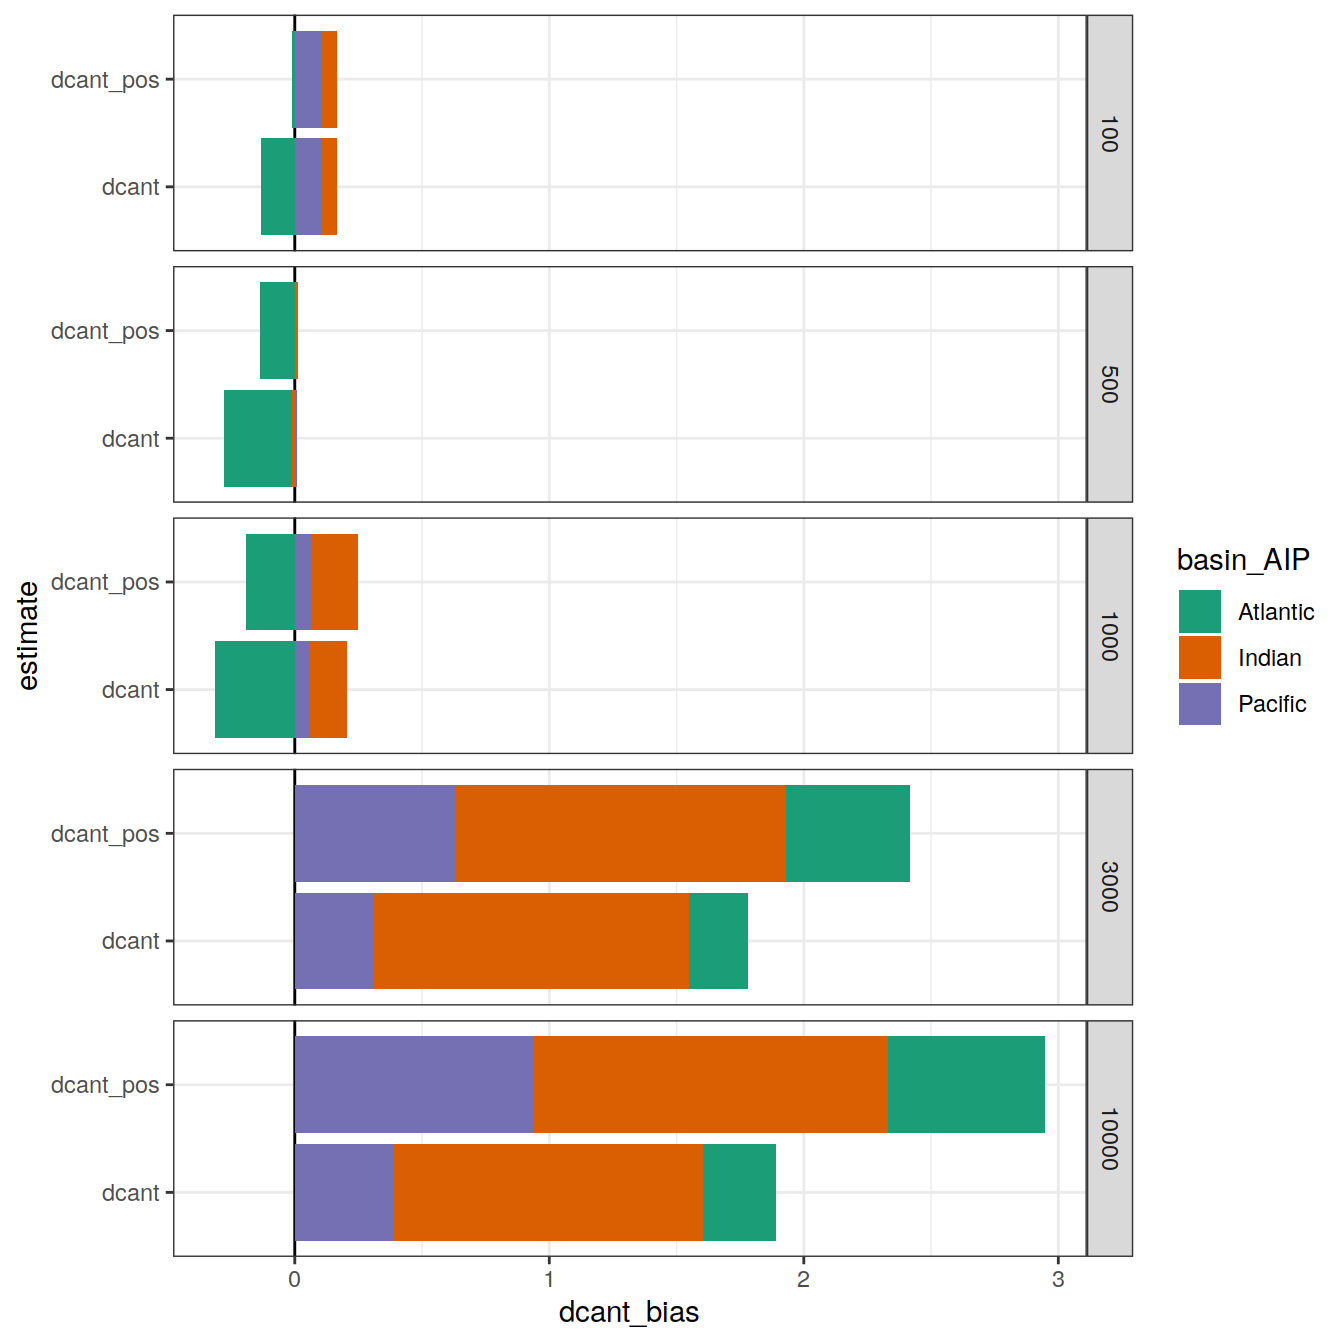 estimate
dcant_pos
dcant
100
dcant_pos
dcant
500
dcant_pos
dcant
1000
dcant_pos
dcant
3000
dcant_pos
dcant
10000
0 1 2 3
dcant_bias
basin_AIP
Atlantic
Indian
Pacific